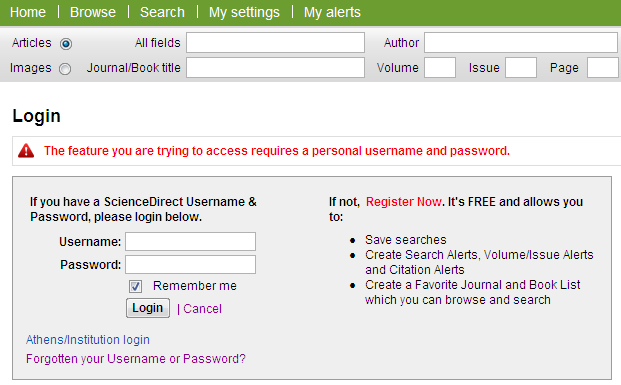 Home | Browse | Search | My settings | My alerts
Articles All fields Author
Images Journal/Book title Volume Issue Page
Login
The feature you are trying to access requires a personal username and password.
If you have a ScienceDirect Username &
Password, please login below.
Username:
Password:
Remember me
Login | Cancel
Athens/Institution login
Forgotten your Username or Password?
If not, Register Now. It's FREE and allows you
to:
• Save searches
• Create Search Alerts, Volume/Issue Alerts
and Citation Alerts
• Create a Favorite Journal and Book List
which you can browse and search